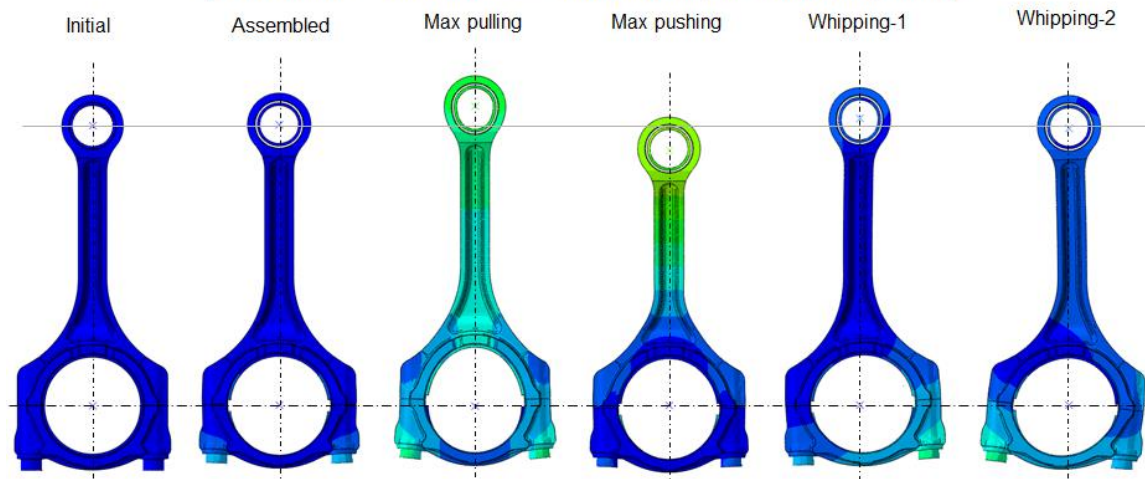 Initial
Assembled
Max pulling
Max pushing
Whipping-1
Whipping-2